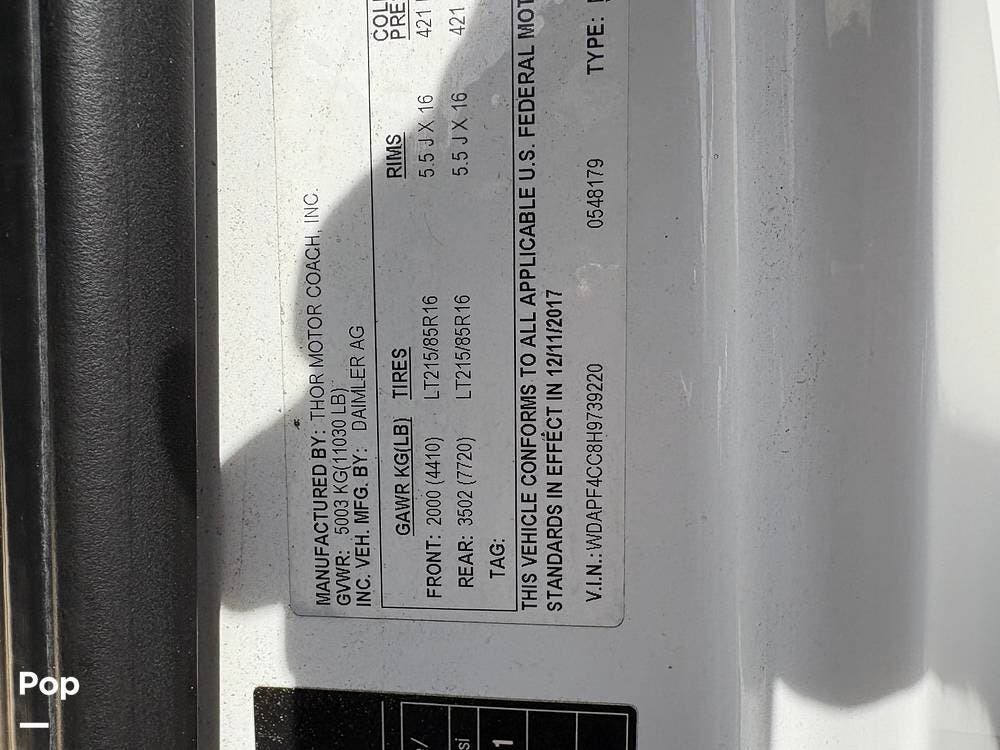 MANUFACTURED BY: THOR MOTOR COACH, INC.
GVWR: 5003 KG(11030 LB)
INC. VEH. MFG. BY: DAIMLER AG
GAWR KG(LB) TIRES RIMS
FRONT: 2000 (4410) LT215/85R16 5.5 J X 16 421
REAR: 3502 (7720) LT215/85R16 5.5 J X 16 421
TAG:
THIS VEHICLE CONFORMS TO ALL APPLICABLE U.S. FEDERAL MOT
STANDARDS IN EFFECT IN 12/11/2017
V.I.N.: WDAPF4CC8H9739220 0548179 TYPE:
si
1
Pop